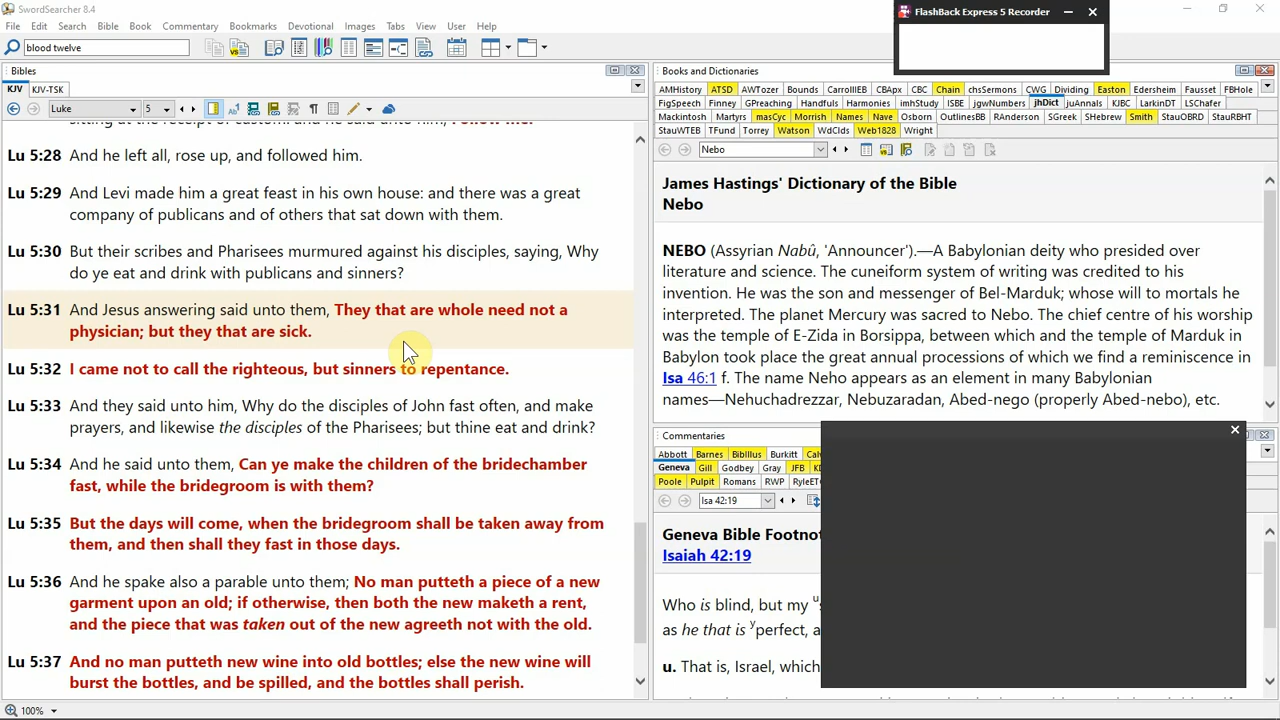 SwordSearcher
FlashBack Express 5 Recorder
File Edit Search Bible Book Commentary Bookmarks Devotional Images Tabs View User Help
blood twelve
Bibles
KJV KJV-TSK
Luke 5
Lu 5:28 And he left all, rose up, and followed him.
Lu 5:29 And Levi made him a great feast in his own house: and there was a great
company of publicans and of others that sat down with them.
Lu 5:30 But their scribes and Pharisees murmured against his disciples, saying, Why
do ye eat and drink with publicans and sinners?
Lu 5:31 And Jesus answering said unto them, They that are whole need not a
physician; but they that are sick.
Lu 5:32 I came not to call the righteous, but sinners to repentance.
Lu 5:33 And they said unto him, Why do the disciples of John fast often, and make
prayers, and likewise the disciples of the Pharisees; but thine eat and drink?
Lu 5:34 And he said unto them, Can ye make the children of the bridechamber
fast, while the bridegroom is with them?
Lu 5:35 But the days will come, when the bridegroom shall be taken away from
them, and then shall they fast in those days.
Lu 5:36 And he spake also a parable unto them; No man putteth a piece of a new
garment upon an old; if otherwise, then both the new maketh a rent,
and the piece that was taken out of the new agreeth not with the old.
Lu 5:37 And no man putteth new wine into old bottles; else the new wine will
burst the bottles, and be spilled, and the bottles shall perish.
100%
Books and Dictionaries
AMHistory ATSD AWTozer Bounds CarrollIEB CBApx CBC Chain chsSermons CWG Dividing Easton Edersheim Fausset FBHole
FigSpeech Finney GPreaching Handfuls Harmonies imhStudy ISBE jgwNumbers jhDict juAnnals KJBC LarkinDT LSChafer
Mackintosh Martyrs masCyc Morrish Names Nave Osborn OutlinesBB RAnderson SGreek SHebrew Smith StauOBRD StauRBHT
StauWTEB TFund Torrey Watson WdClds Web1828 Wright
Nebo
James Hastings' Dictionary of the Bible
Nebo
NEBO (Assyrian Nabû, 'Announcer').—A Babylonian deity who presided over
literature and science. The cuneiform system of writing was credited to his
invention. He was the son and messenger of Bel-Marduk; whose will to mortals he
interpreted. The planet Mercury was sacred to Nebo. The chief centre of his worship
was the temple of E-Zida in Borsippa, between which and the temple of Marduk in
Babylon took place the great annual processions of which we find a reminiscence in
Isa 46:1 f. The name Neho appears as an element in many Babylonian
names—Nehuchadrezzar, Nebuzaradan, Abed-nego (properly Abed-nebo), etc.
Commentaries
Abbott Barnes BibIllus Burkitt
Geneva Gill Godbey Gray JFB
Poole Pulpit Romans RWP
Isa 42:19
Geneva Bible
Isaiah 42:19
Who is blind, but my
as he that is yperfect,
u. That is, Israel, which